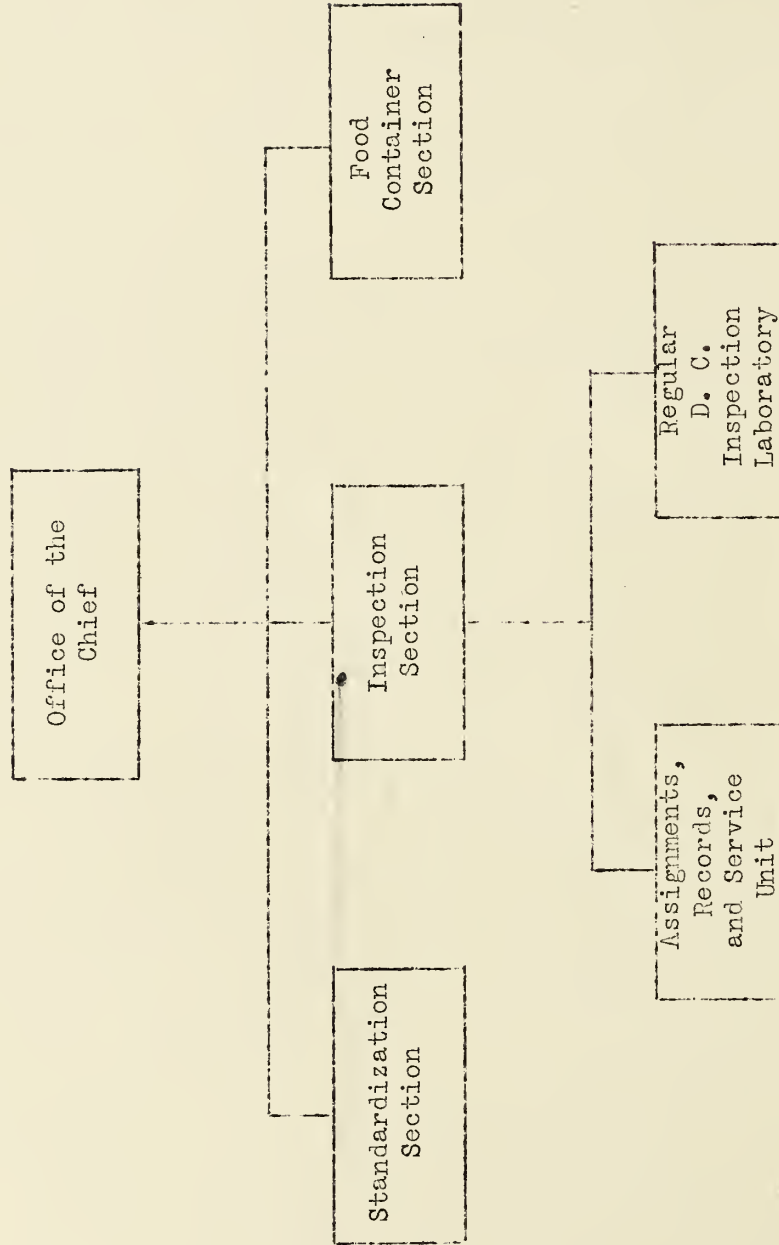 Office of the
Chief
Standardization
Section
Inspection
Section
Food
Container
Section
Assignments,
Records,
and Service
Unit
Regular
D. C.
Inspection
Laboratory